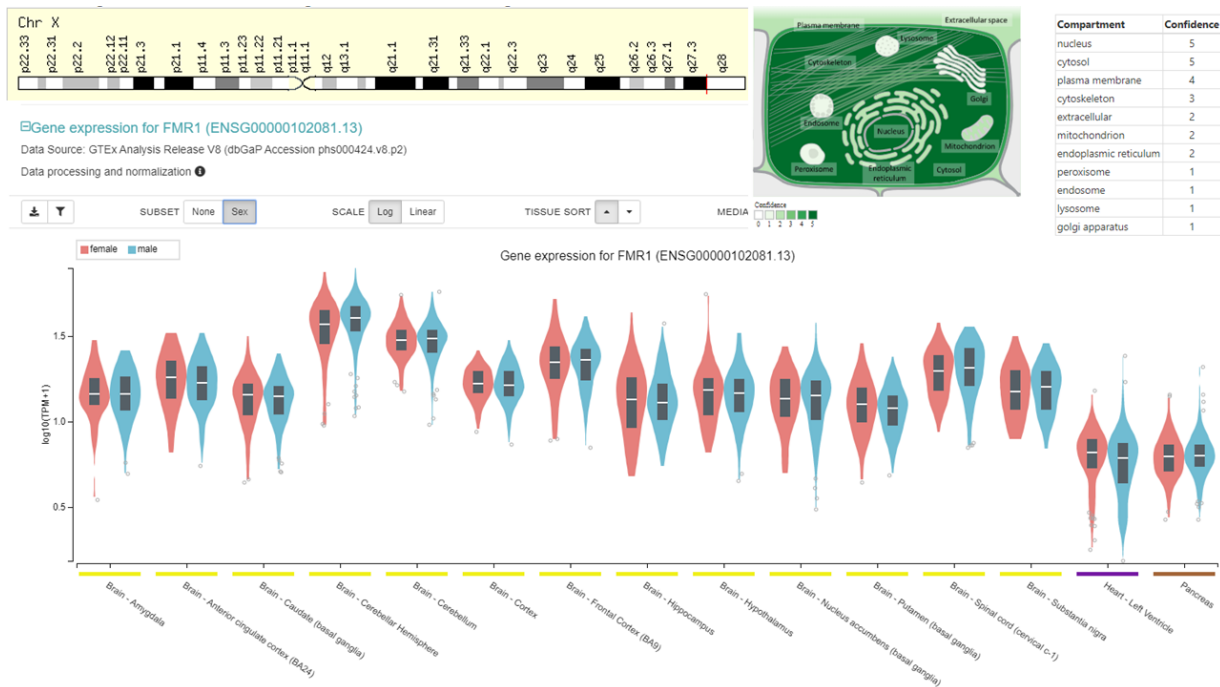 Chr X
p22.33
p22.31
p22.2
p22.12
p22.11
p21.3
p21.1
p11.4
p11.3
p11.23
p11.22
p11.21
p11.1
q11.1
q12
q13.1
q21.1
q21.31
q21.33
q22.1
q22.3
q23
q24
q25
q26.2
q26.3
q27.1
q27.3
q28
Plasma membrane
Extracellular space
Lysosome
Cytoskeleton
Golgi
Endosome
Nucleus
Mitochondrion
Peroxisome
Endoplasmic
reticulum
Cytosol
Confidence
0 1 2 3 4 5
Compartment Confidence
nucleus 5
cytosol 5
plasma membrane 4
cytoskeleton 3
extracellular 2
mitochondrion 2
endoplasmic reticulum 2
peroxisome 1
endosome 1
lysosome 1
golgi apparatus 1
Gene expression for FMR1 (ENSG00000102081.13)
Data Source: GTEx Analysis Release V8 (dbGaP Accession phs000424.v8.p2)
Data processing and normalization
SUBSET None Sex SCALE Log Linear TISSUE SORT MEDIA
female male
Gene expression for FMR1 (ENSG00000102081.13)
log10(TPM+1)
1.5
1.0
0.5
Brain - Amygdala
Brain - Anterior cingulate cortex (BA24)
Brain - Caudate (basal ganglia)
Brain - Cerebellar Hemisphere
Brain - Cerebellum
Brain - Cortex
Brain - Frontal Cortex (BA9)
Brain - Hippocampus
Brain - Hypothalamus
Brain - Nucleus accumbens (basal ganglia)
Brain - Putamen (basal ganglia)
Brain - Spinal cord (cervical c-1)
Brain - Substantia nigra
Heart - Left Ventricle
Pancreas